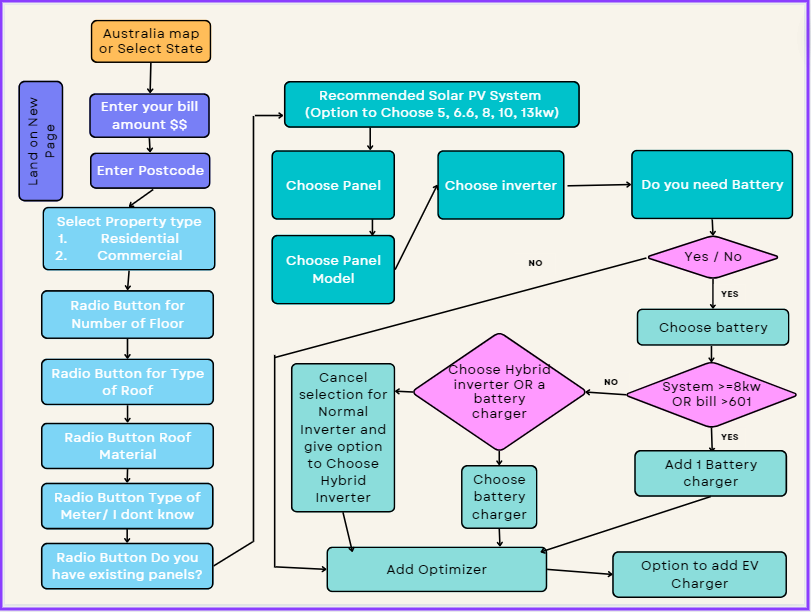 Australia map
or Select State
Land on New
Page
Enter your bill
amount $$
Enter Postcode
Select Property type
1. Residential
2. Commercial
Radio Button for
Number of Floor
Radio Button for Type
of Roof
Radio Button Roof
Material
Radio Button Type of
Meter/ I dont know
Radio Button Do you
have existing panels?
Recommended Solar PV System
(Option to Choose 5, 6.6, 8, 10, 13kw)
Choose Panel
Choose Panel
Model
Choose inverter
Do you need Battery
Yes / No
NO
YES
Choose battery
System >=8kw
OR bill >601
NO
YES
Choose Hybrid
inverter OR a
battery
charger
Cancel
selection for
Normal
Inverter and
give option
to Choose
Hybrid
Inverter
Choose
battery
charger
Add 1 Battery
charger
Add Optimizer
Option to add EV
Charger